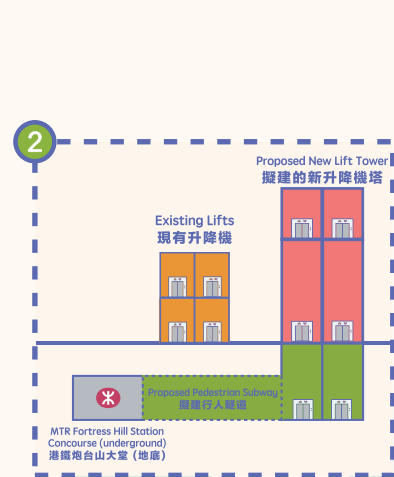 2
Proposed New Lift Tower
擬建的新升降機塔
Existing Lifts
現有升降機
Proposed Pedestrian Subway
擬建行人隧道
MTR Fortress Hill Station
Concourse (underground)
港鐵炮台山大堂 (地底)